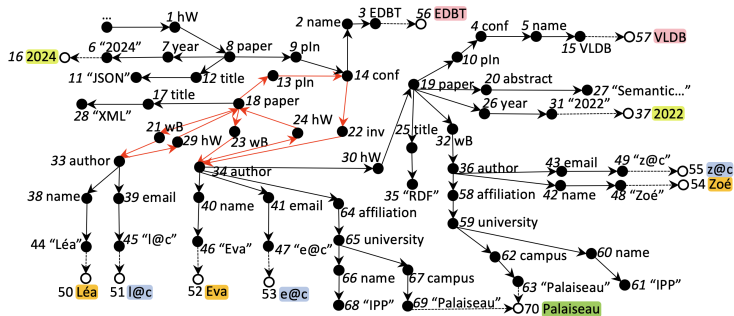 ...
1 hW
2 name
3 EDBT
56 EDBT
4 conf
5 name
15 VLDB
57 VLDB
16 2024
6 "2024"
7 year
8 paper
9 pIn
10 pIn
11 "JSON"
12 title
13 pIn
14 conf
19 paper
20 abstract
27 "Semantic..."
17 title
18 paper
28 "XML"
24 hW
22 inv
26 year
31 "2022"
37 2022
21 wB
29 hW
23 wB
25 title
32 wB
33 author
34 author
30 hW
35 "RDF"
36 author
43 email
49 "z@c"
55 z@c
42 name
48 "Zoé"
54 Zoé
38 name
39 email
40 name
41 email
64 affiliation
58 affiliation
59 university
44 "Léa"
45 "l@c"
46 "Eva"
47 "e@c"
65 university
62 campus
60 name
66 name
67 campus
63 "Palaiseau"
61 "IPP"
50 Léa
51 l@c
52 Eva
53 e@c
68 "IPP"
69 "Palaiseau"
70 Palaiseau